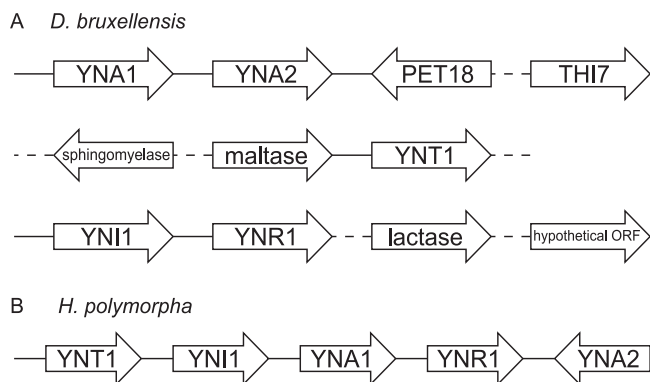 A D. bruxellensis
YNA1 YNA2 PET18 THI7
sphingomyelase maltase YNT1
YNI1 YNR1 lactase hypothetical ORF
B H. polymorpha
YNT1 YNI1 YNA1 YNR1 YNA2